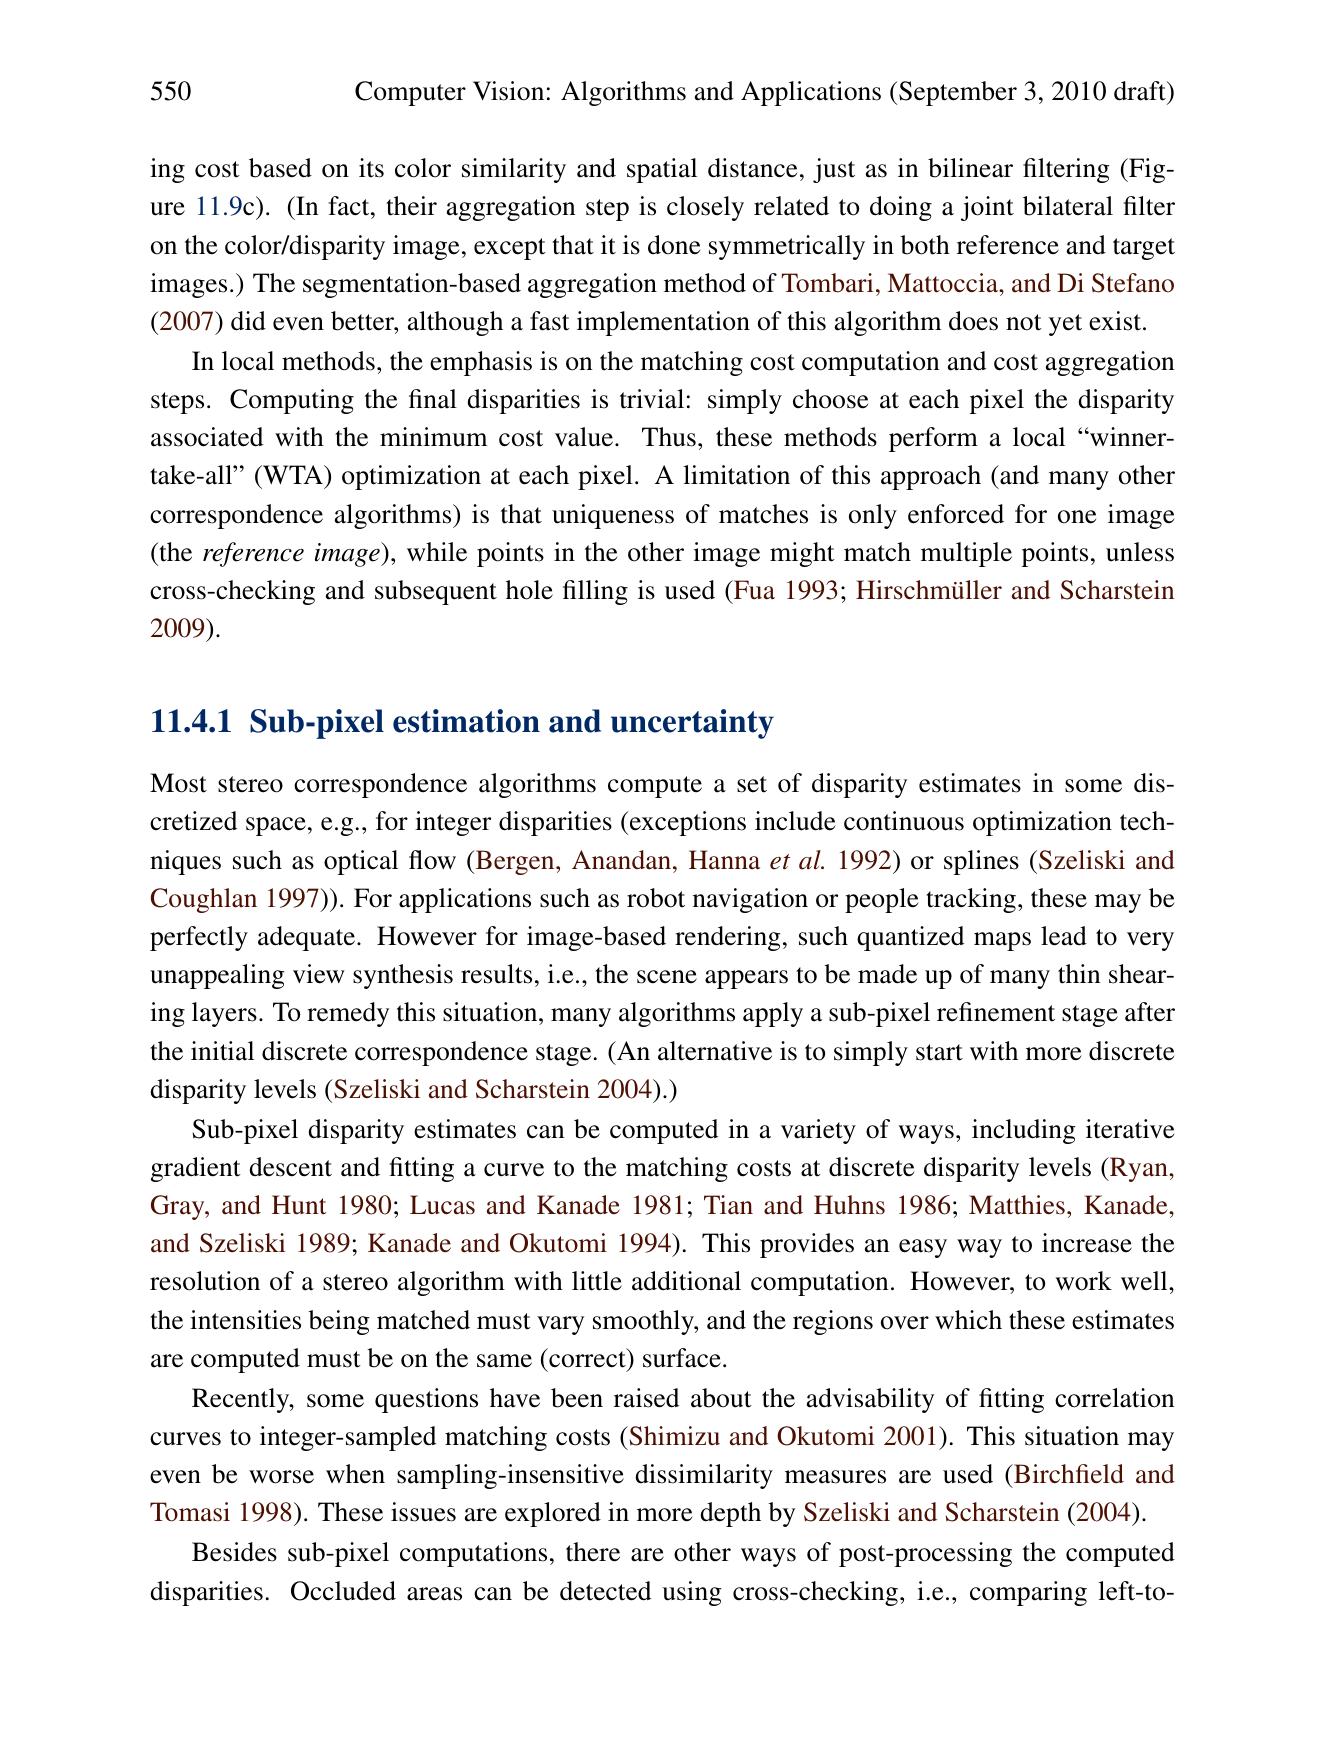 550 Computer Vision: Algorithms and Applications (September 3, 2010 draft)
ing cost based on its color similarity and spatial distance, just as in bilinear filtering (Fig-
ure 11.9c). (In fact, their aggregation step is closely related to doing a joint bilateral filter
on the color/disparity image, except that it is done symmetrically in both reference and target
images.) The segmentation-based aggregation method of Tombari, Mattoccia, and Di Stefano
(2007) did even better, although a fast implementation of this algorithm does not yet exist.
In local methods, the emphasis is on the matching cost computation and cost aggregation
steps. Computing the final disparities is trivial: simply choose at each pixel the disparity
associated with the minimum cost value. Thus, these methods perform a local “winner-
take-all” (WTA) optimization at each pixel. A limitation of this approach (and many other
correspondence algorithms) is that uniqueness of matches is only enforced for one image
(the reference image), while points in the other image might match multiple points, unless
cross-checking and subsequent hole filling is used (Fua 1993; Hirschmüller and Scharstein
2009).
11.4.1 Sub-pixel estimation and uncertainty
Most stereo correspondence algorithms compute a set of disparity estimates in some dis-
cretized space, e.g., for integer disparities (exceptions include continuous optimization tech-
niques such as optical flow (Bergen, Anandan, Hanna et al. 1992) or splines (Szeliski and
Coughlan 1997)). For applications such as robot navigation or people tracking, these may be
perfectly adequate. However for image-based rendering, such quantized maps lead to very
unappealing view synthesis results, i.e., the scene appears to be made up of many thin shear-
ing layers. To remedy this situation, many algorithms apply a sub-pixel refinement stage after
the initial discrete correspondence stage. (An alternative is to simply start with more discrete
disparity levels (Szeliski and Scharstein 2004).)
Sub-pixel disparity estimates can be computed in a variety of ways, including iterative
gradient descent and fitting a curve to the matching costs at discrete disparity levels (Ryan,
Gray, and Hunt 1980; Lucas and Kanade 1981; Tian and Huhns 1986; Matthies, Kanade,
and Szeliski 1989; Kanade and Okutomi 1994). This provides an easy way to increase the
resolution of a stereo algorithm with little additional computation. However, to work well,
the intensities being matched must vary smoothly, and the regions over which these estimates
are computed must be on the same (correct) surface.
Recently, some questions have been raised about the advisability of fitting correlation
curves to integer-sampled matching costs (Shimizu and Okutomi 2001). This situation may
even be worse when sampling-insensitive dissimilarity measures are used (Birchfield and
Tomasi 1998). These issues are explored in more depth by Szeliski and Scharstein (2004).
Besides sub-pixel computations, there are other ways of post-processing the computed
disparities. Occluded areas can be detected using cross-checking, i.e., comparing left-to-